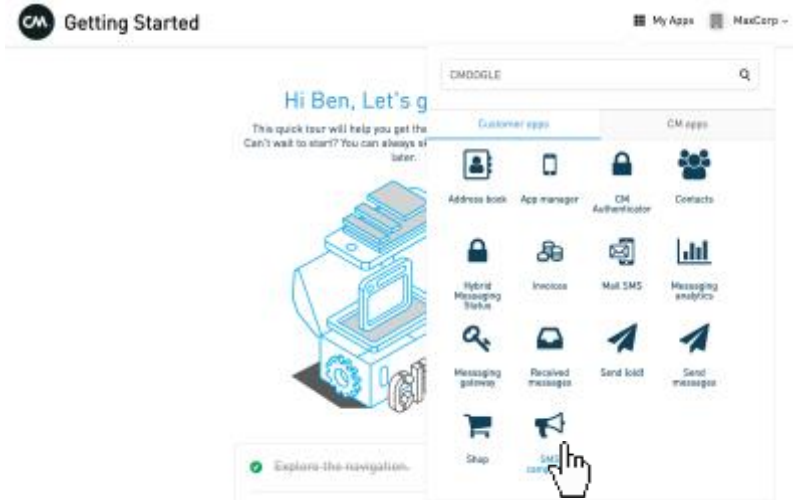 CM
Getting Started
My Apps
MaxCorp
CMOOGLE
Hi Ben, Let's g
This quick tour will help you get the
Can't wait to start? You can always sk
later.
Customer apps
CM apps
Address book
App manager
CM
Authenticator
Contacts
Hybrid
Messaging
Status
Invoices
Mail SMS
Messaging
analytics
Messaging
gateway
Received
messages
Send (old)
Send
messages
Shop
SMS
Explore the navigation.